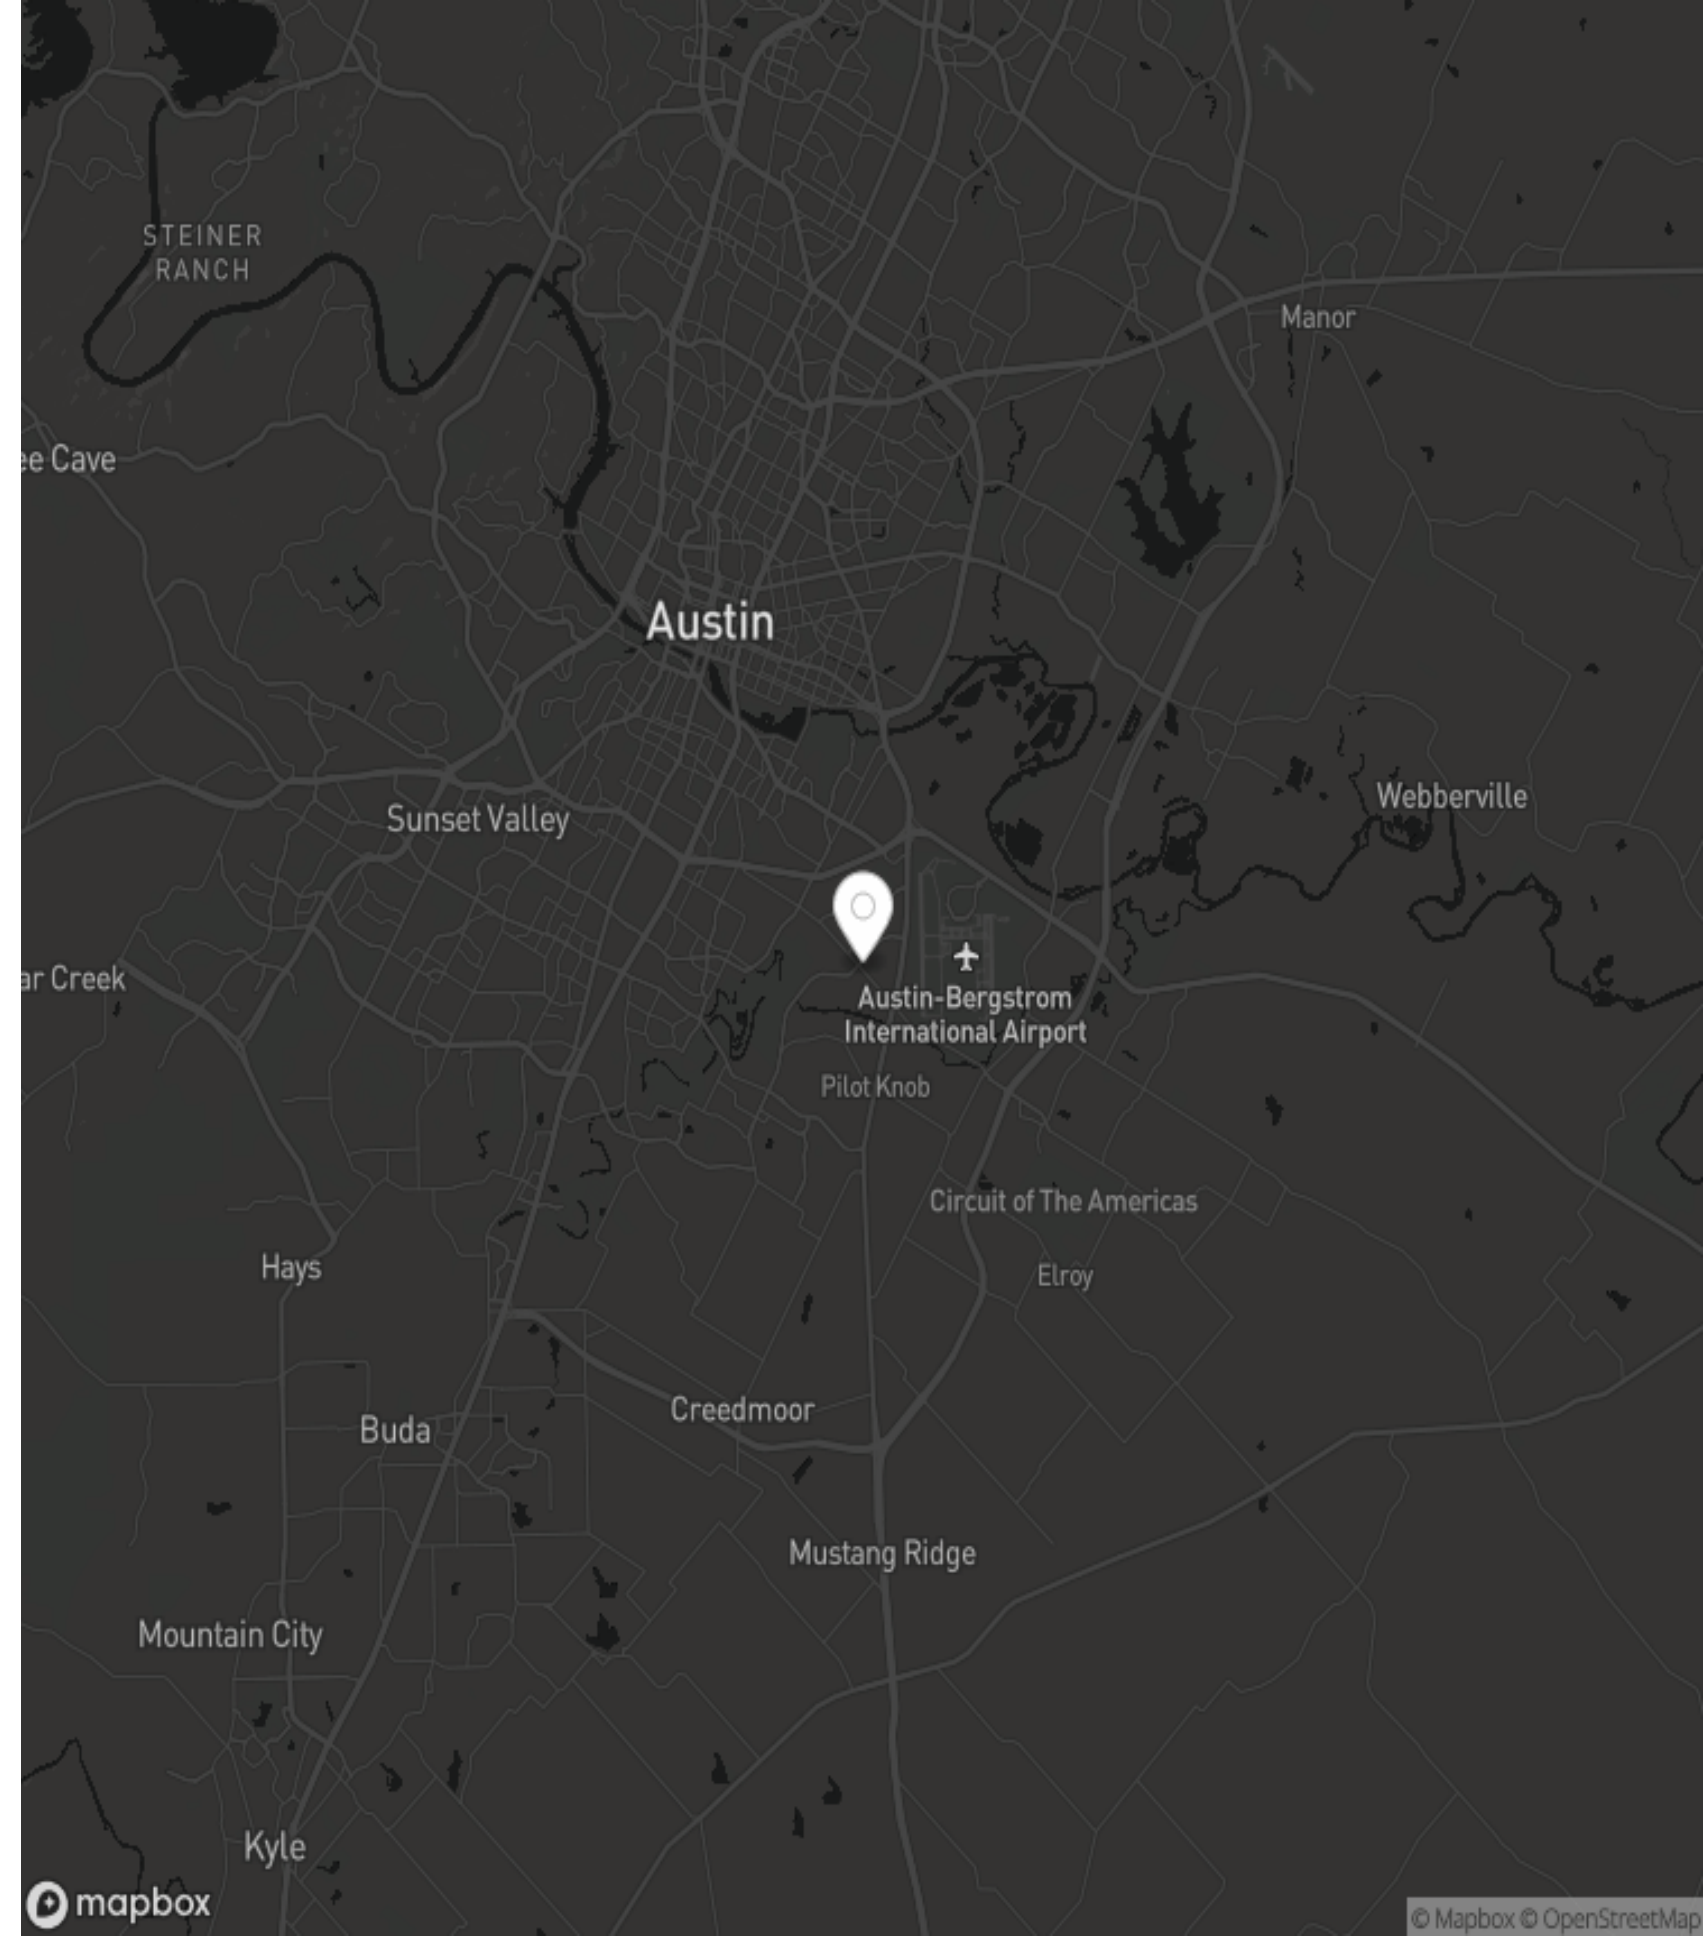 STEINER
RANCH
Manor
ee Cave
Austin
Webberville
Sunset Valley
ar Creek
Austin-Bergstrom
International Airport
Pilot Knob
Circuit of The Americas
Hays
Elroy
Creedmoor
Buda
Mustang Ridge
Mountain City
Kyle
mapbox
© Mapbox © OpenStreetMap